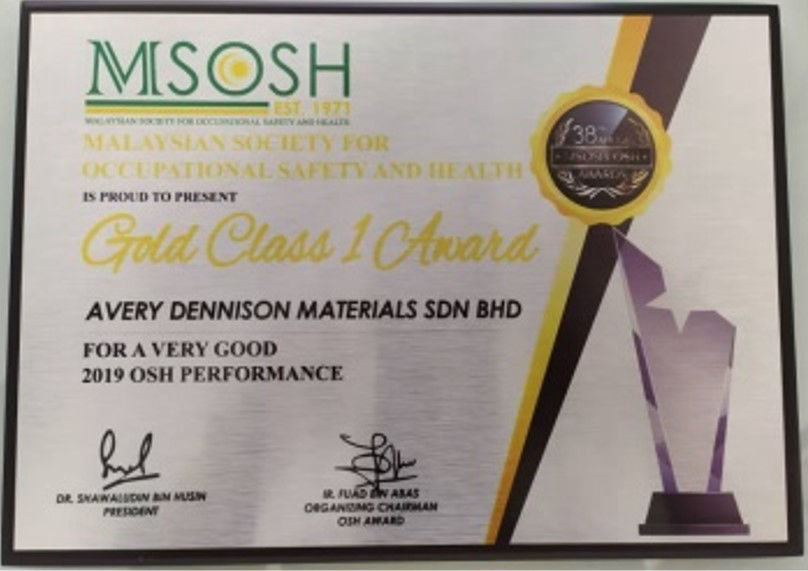 MSOSH
EST. 1971
MALAYSIAN SOCIETY FOR OCCUPATIONAL SAFETY AND HEALTH
MALAYSIAN SOCIETY FOR
OCCUPATIONAL SAFETY AND HEALTH
IS PROUD TO PRESENT
Gold Class 1 Award
AVERY DENNISON MATERIALS SDN BHD
FOR A VERY GOOD
2019 OSH PERFORMANCE
DR. SHAWALUDIN BIN HUSIN
PRESIDENT
IR. FUAD BIN ABAS
ORGANISING CHAIRMAN
OSH AWARD
38
MSOSH OSH
AWARDS